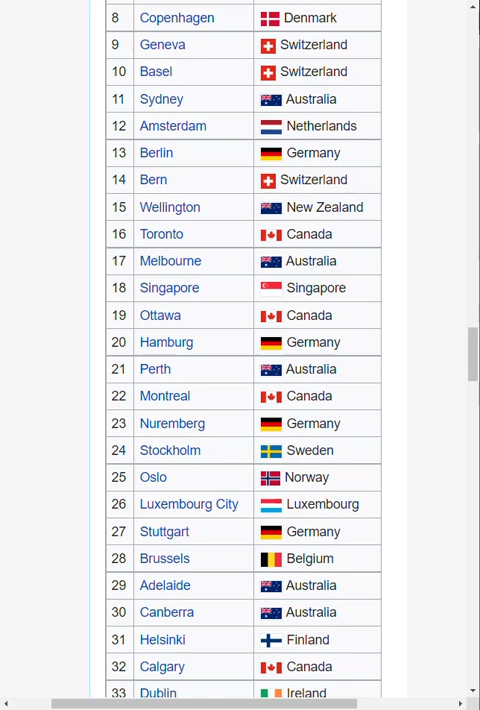 8 Copenhagen Denmark
9 Geneva Switzerland
10 Basel Switzerland
11 Sydney Australia
12 Amsterdam Netherlands
13 Berlin Germany
14 Bern Switzerland
15 Wellington New Zealand
16 Toronto Canada
17 Melbourne Australia
18 Singapore Singapore
19 Ottawa Canada
20 Hamburg Germany
21 Perth Australia
22 Montreal Canada
23 Nuremberg Germany
24 Stockholm Sweden
25 Oslo Norway
26 Luxembourg City Luxembourg
27 Stuttgart Germany
28 Brussels Belgium
29 Adelaide Australia
30 Canberra Australia
31 Helsinki Finland
32 Calgary Canada
33 Dublin Ireland